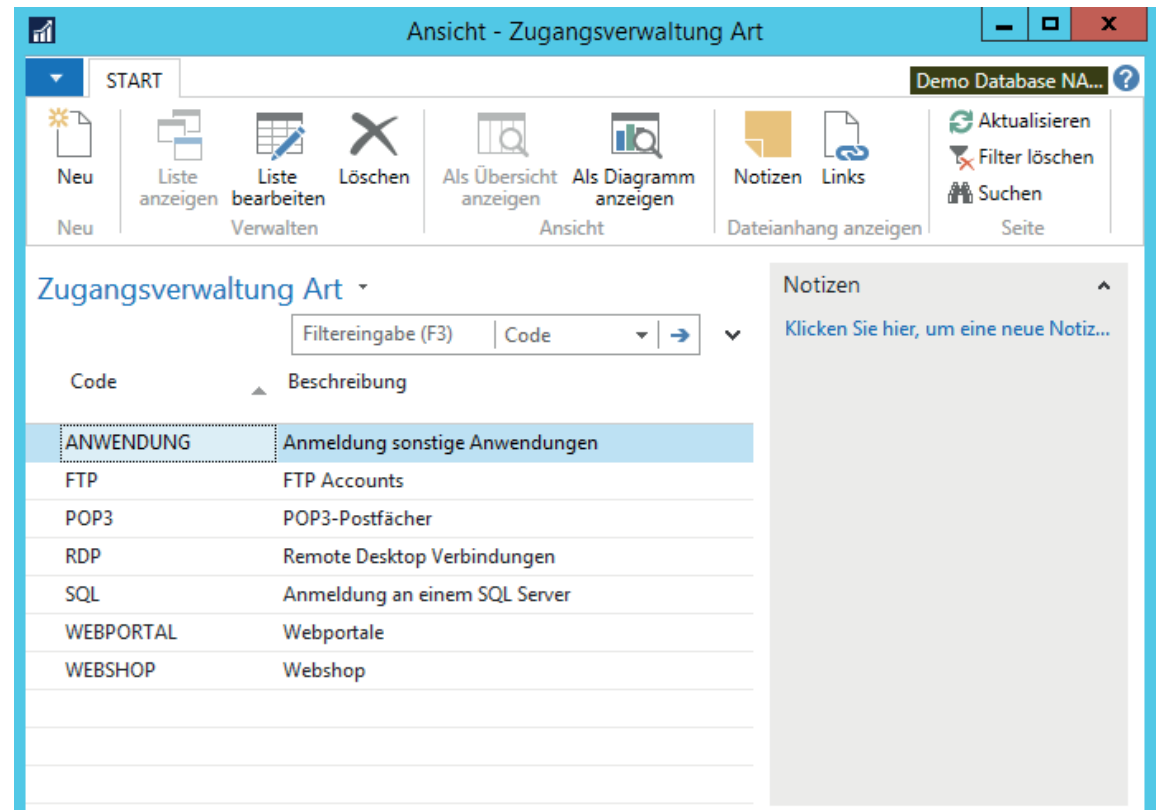 Ansicht - Zugangsverwaltung Art
START
Demo Database NA...
Neu
Liste anzeigen
Liste bearbeiten
Löschen
Als Übersicht anzeigen
Als Diagramm anzeigen
Notizen
Links
Aktualisieren
Filter löschen
Suchen
Neu
Verwalten
Ansicht
Dateianhang anzeigen
Seite
Zugangsverwaltung Art
Filtereingabe (F3) Code
Code Beschreibung
ANWENDUNG Anmeldung sonstige Anwendungen
FTP FTP Accounts
POP3 POP3-Postfächer
RDP Remote Desktop Verbindungen
SQL Anmeldung an einem SQL Server
WEBPORTAL Webportale
WEBSHOP Webshop
Notizen
Klicken Sie hier, um eine neue Notiz...